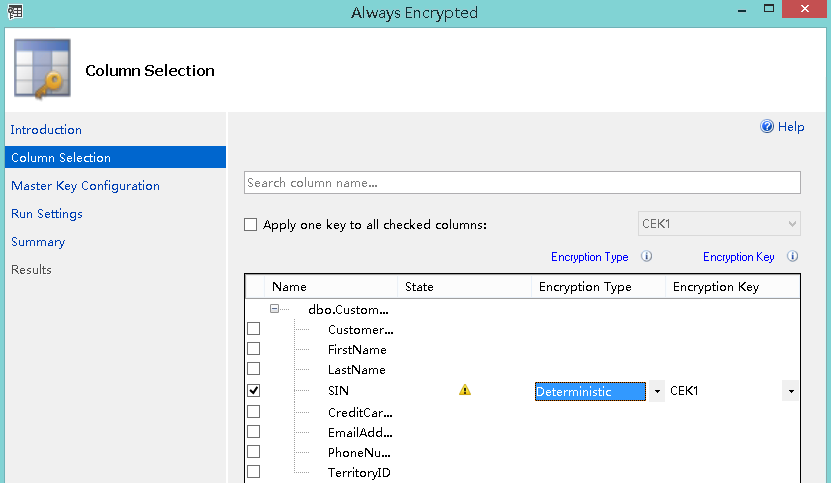 Always Encrypted
Column Selection
Help
Introduction
Column Selection
Master Key Configuration
Run Settings
Summary
Results
Search column name...
Apply one key to all checked columns: CEK1
Encryption Type Encryption Key
Name State Encryption Type Encryption Key
dbo.Custom...
Customer...
FirstName
LastName
SIN Deterministic CEK1
CreditCar...
EmailAdd...
PhoneNu...
TerritoryID